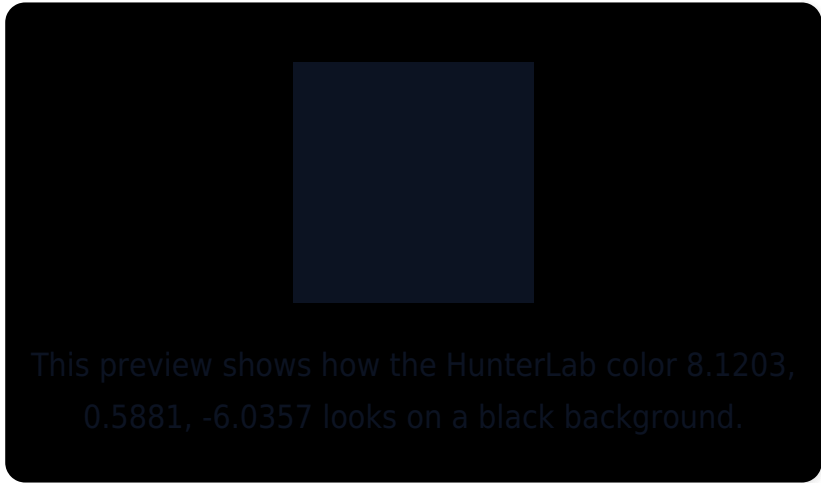 This preview shows how the HunterLab color 8.1203,
0.5881, -6.0357 looks on a black background.